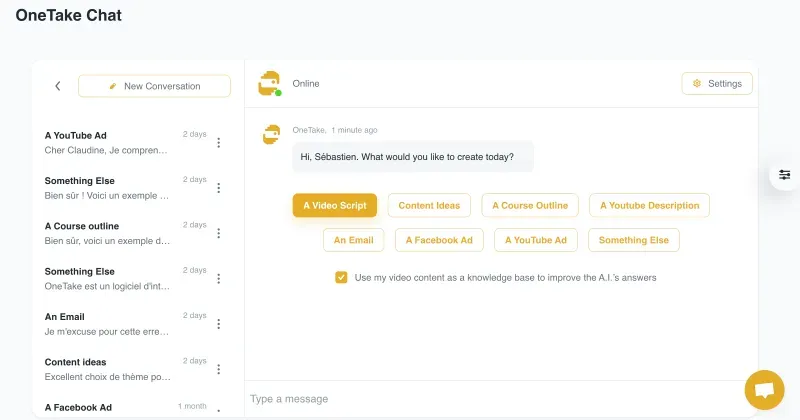 OneTake Chat
New Conversation
Online
Settings
A YouTube Ad
2 days
Cher Claudine, Je compren…
Something Else
2 days
Bien sûr ! Voici un exemple …
A Course outline
2 days
Bien sûr, voici un exemple d…
Something Else
2 days
OneTake est un logiciel d'int…
An Email
2 days
Je m'excuse pour cette erre…
Content ideas
2 days
Excellent choix de thème po…
A Facebook Ad
1 month
OneTake, 1 minute ago
Hi, Sébastien. What would you like to create today?
A Video Script
Content Ideas
A Course Outline
A Youtube Description
An Email
A Facebook Ad
A YouTube Ad
Something Else
Use my video content as a knowledge base to improve the A.I.'s answers
Type a message